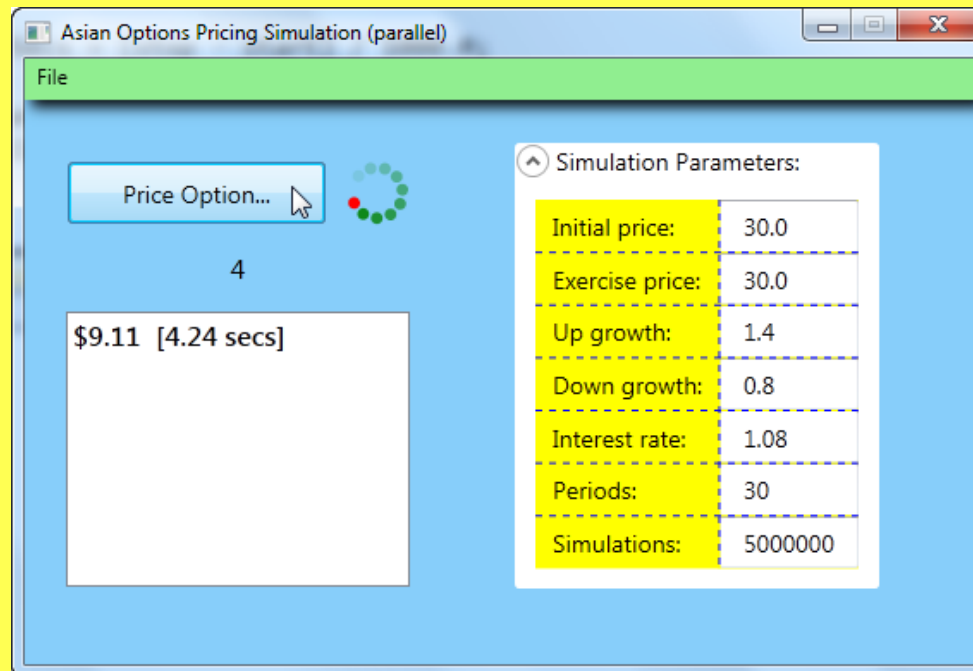 Asian Options Pricing Simulation (parallel)
File
Price Option...
4
$9.11 [4.24 secs]
Simulation Parameters:
Initial price: 30.0
Exercise price: 30.0
Up growth: 1.4
Down growth: 0.8
Interest rate: 1.08
Periods: 30
Simulations: 5000000